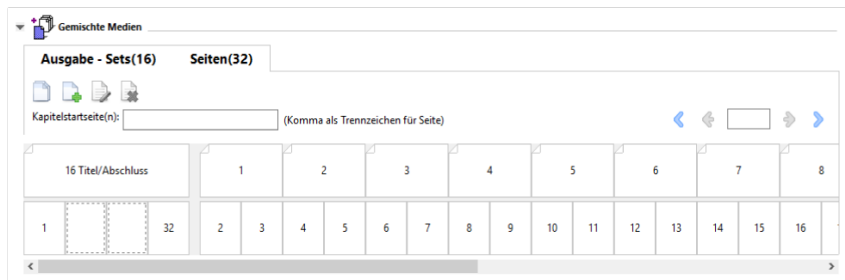 Gemischte Medien
Ausgabe - Sets(16) Seiten(32)
Kapitelstartseite(n): (Komma als Trennzeichen für Seite)
16 Titel/Abschluss 1 2 3 4 5 6 7 8
1 32 2 3 4 5 6 7 8 9 10 11 12 13 14 15 16